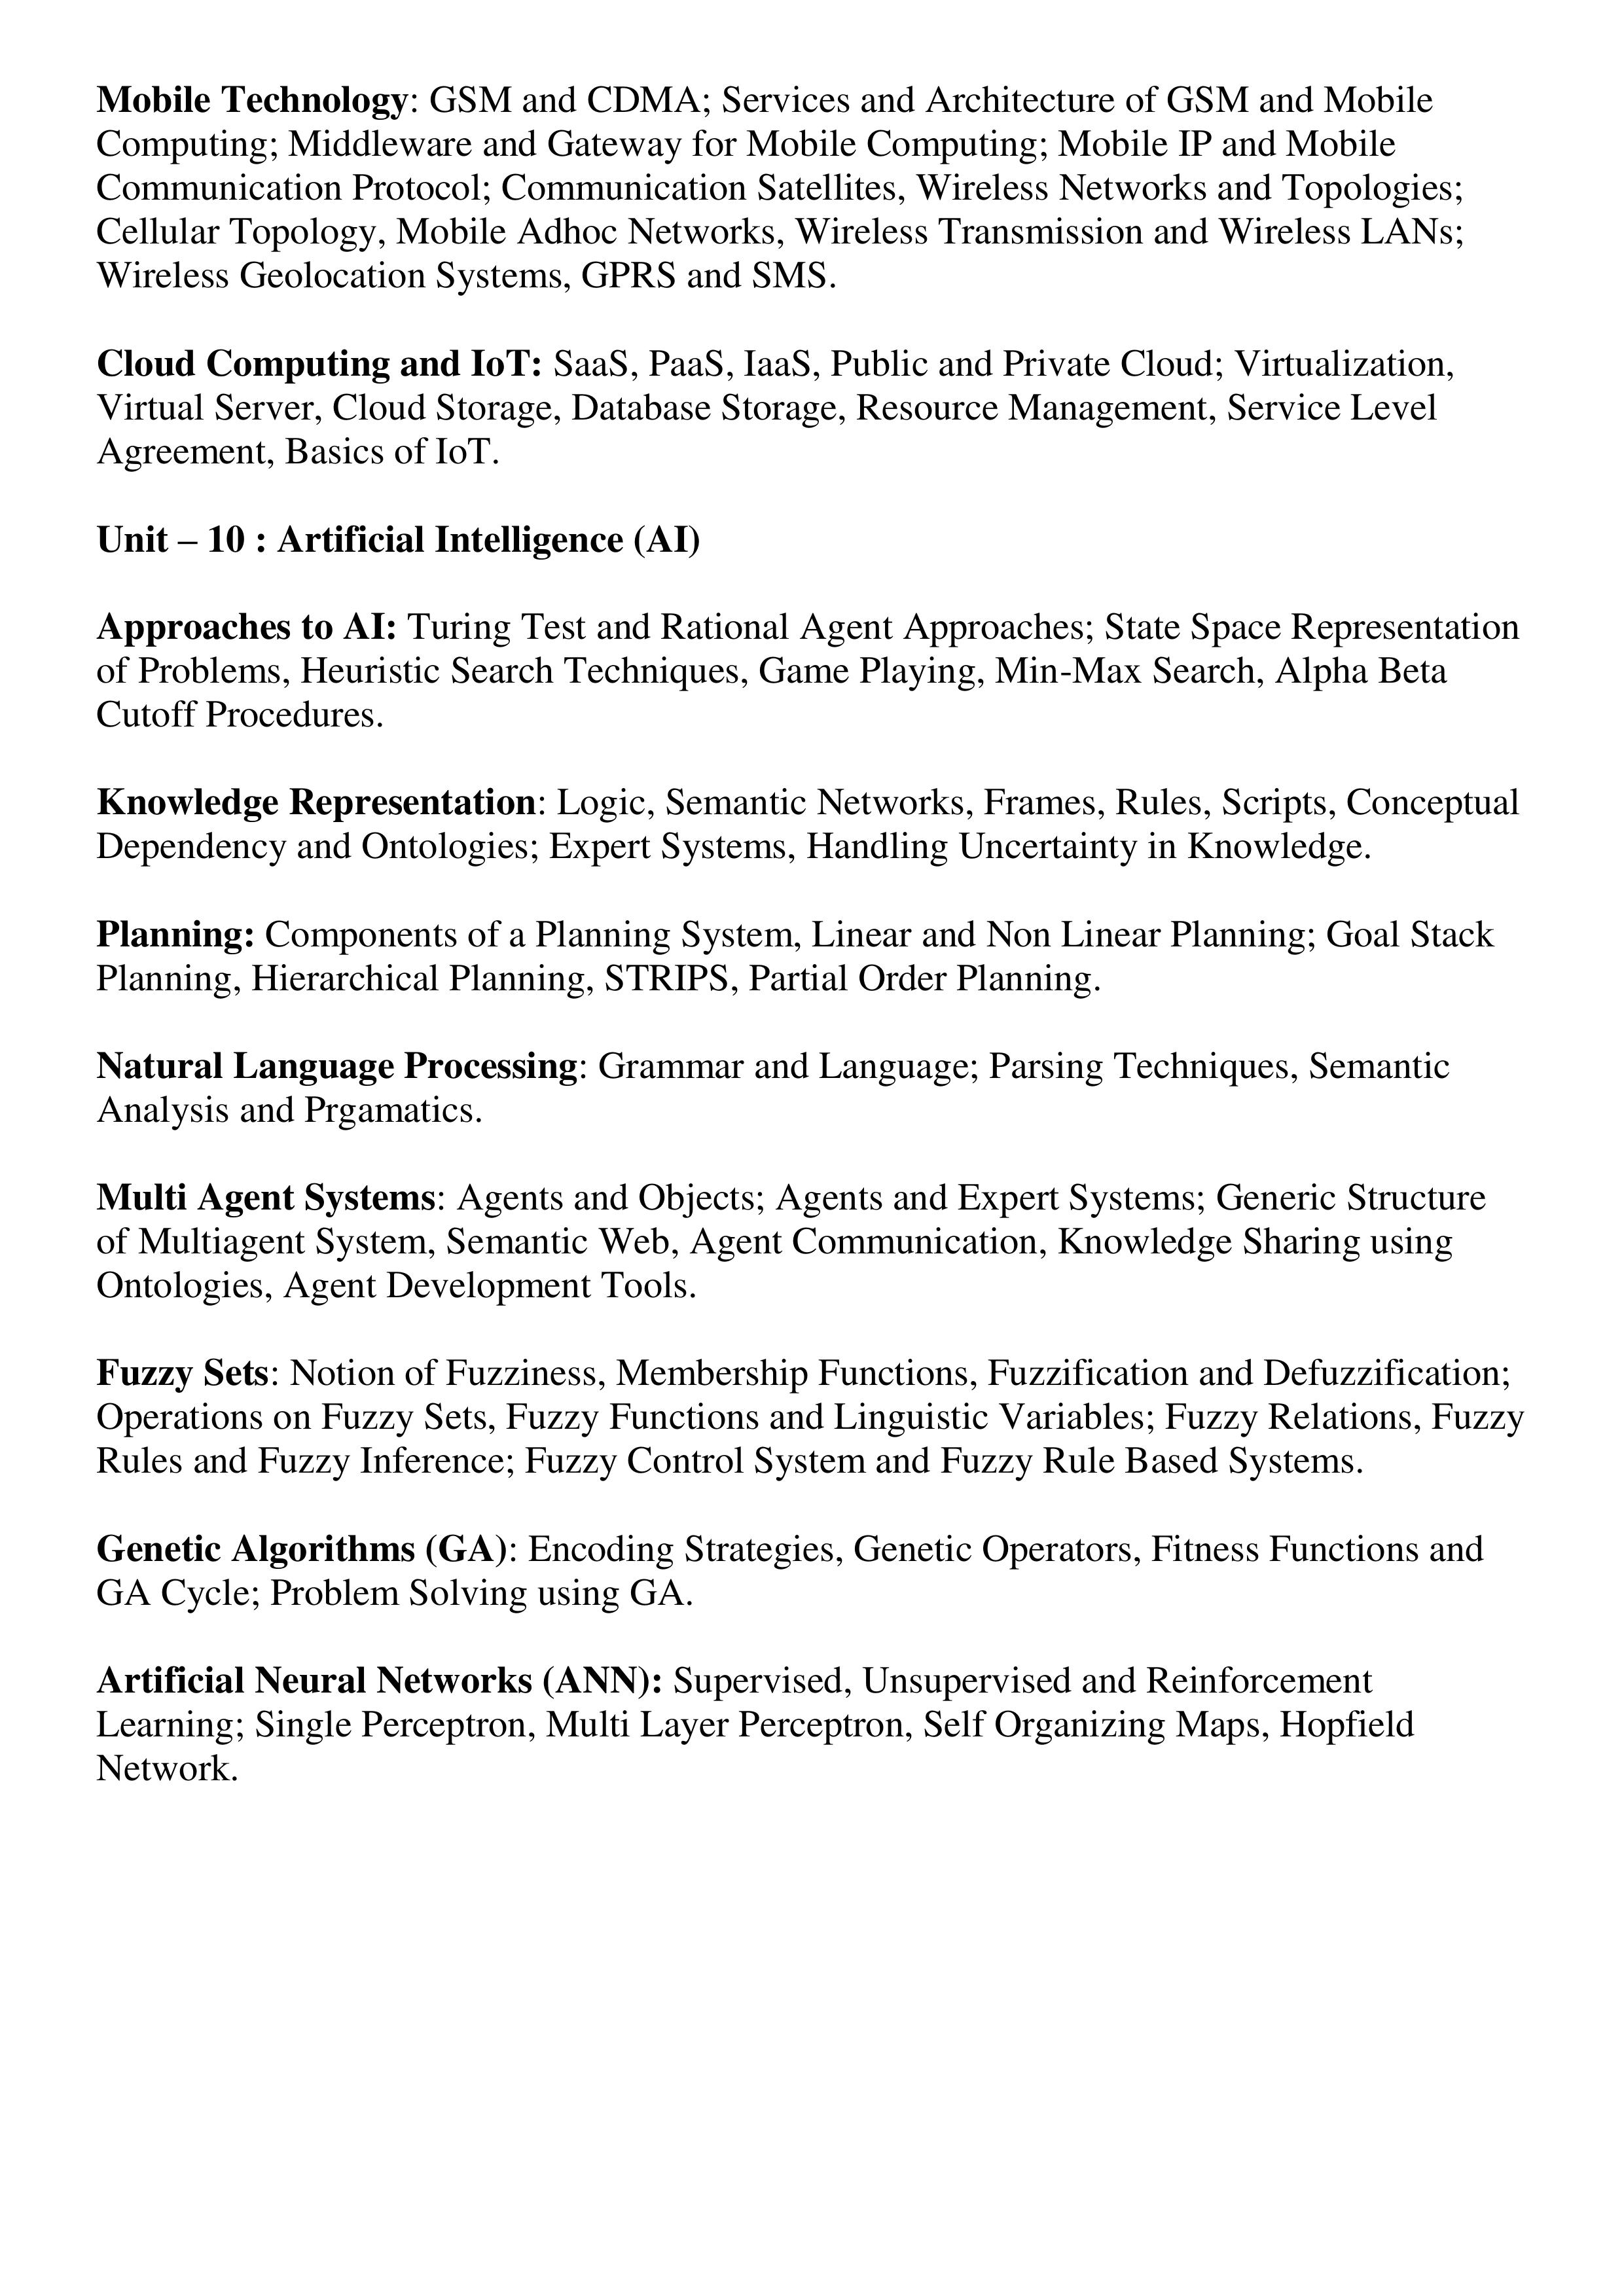 Mobile Technology: GSM and CDMA; Services and Architecture of GSM and Mobile
Computing; Middleware and Gateway for Mobile Computing; Mobile IP and Mobile
Communication Protocol; Communication Satellites, Wireless Networks and Topologies;
Cellular Topology, Mobile Adhoc Networks, Wireless Transmission and Wireless LANs;
Wireless Geolocation Systems, GPRS and SMS.
Cloud Computing and IoT: SaaS, PaaS, IaaS, Public and Private Cloud; Virtualization,
Virtual Server, Cloud Storage, Database Storage, Resource Management, Service Level
Agreement, Basics of IoT.
Unit – 10 : Artificial Intelligence (AI)
Approaches to AI: Turing Test and Rational Agent Approaches; State Space Representation
of Problems, Heuristic Search Techniques, Game Playing, Min-Max Search, Alpha Beta
Cutoff Procedures.
Knowledge Representation: Logic, Semantic Networks, Frames, Rules, Scripts, Conceptual
Dependency and Ontologies; Expert Systems, Handling Uncertainty in Knowledge.
Planning: Components of a Planning System, Linear and Non Linear Planning; Goal Stack
Planning, Hierarchical Planning, STRIPS, Partial Order Planning.
Natural Language Processing: Grammar and Language; Parsing Techniques, Semantic
Analysis and Prgamatics.
Multi Agent Systems: Agents and Objects; Agents and Expert Systems; Generic Structure
of Multiagent System, Semantic Web, Agent Communication, Knowledge Sharing using
Ontologies, Agent Development Tools.
Fuzzy Sets: Notion of Fuzziness, Membership Functions, Fuzzification and Defuzzification;
Operations on Fuzzy Sets, Fuzzy Functions and Linguistic Variables; Fuzzy Relations, Fuzzy
Rules and Fuzzy Inference; Fuzzy Control System and Fuzzy Rule Based Systems.
Genetic Algorithms (GA): Encoding Strategies, Genetic Operators, Fitness Functions and
GA Cycle; Problem Solving using GA.
Artificial Neural Networks (ANN): Supervised, Unsupervised and Reinforcement
Learning; Single Perceptron, Multi Layer Perceptron, Self Organizing Maps, Hopfield
Network.